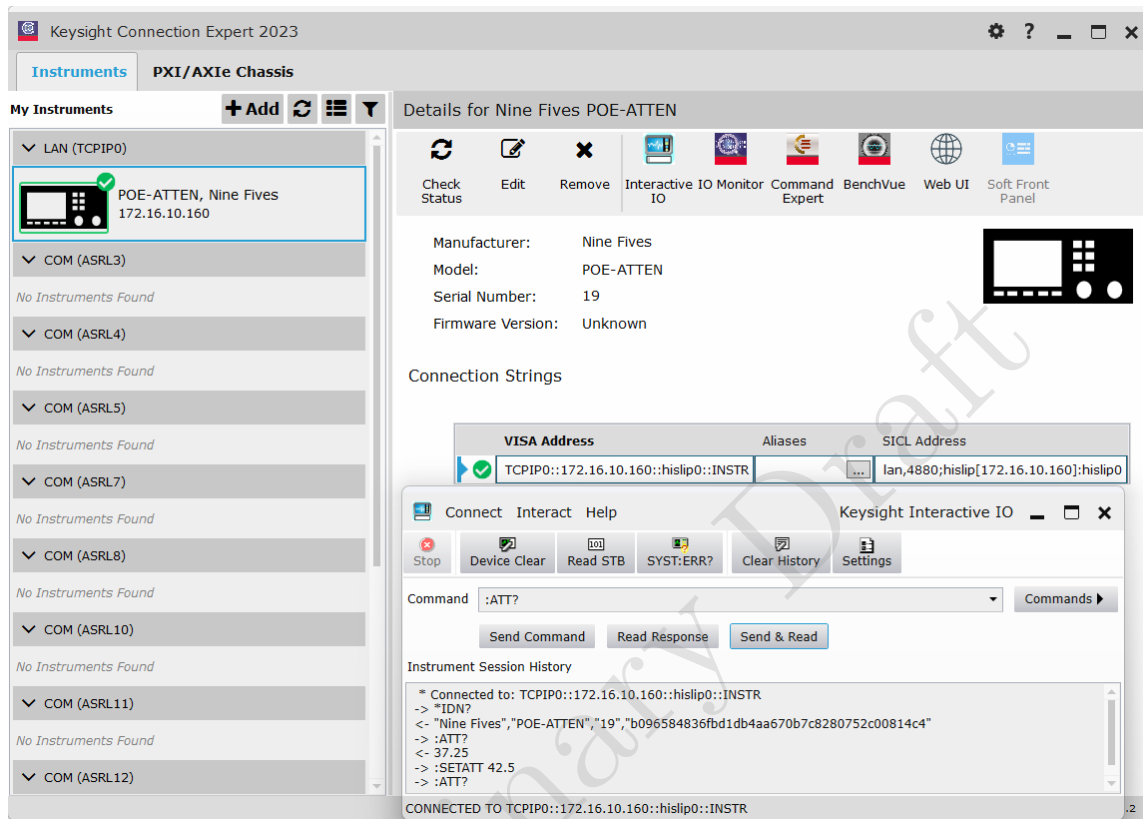 Keysight Connection Expert 2023
?
Instruments PXI/AXIe Chassis
My Instruments
Add
LAN (TCPIP0)
POE-ATTEN, Nine Fives
172.16.10.160
COM (ASRL3)
No Instruments Found
COM (ASRL4)
No Instruments Found
COM (ASRL5)
No Instruments Found
COM (ASRL7)
No Instruments Found
COM (ASRL8)
No Instruments Found
COM (ASRL10)
No Instruments Found
COM (ASRL11)
No Instruments Found
COM (ASRL12)
Details for Nine Fives POE-ATTEN
Check
Status
Edit
Remove
Interactive
IO
IO Monitor
Command
Expert
BenchVue
Web UI
Soft Front
Panel
Manufacturer: Nine Fives
Model: POE-ATTEN
Serial Number: 19
Firmware Version: Unknown
Connection Strings
VISA Address Aliases SICL Address
TCPIP0::172.16.10.160::hislip0::INSTR ... lan,4880;hislip[172.16.10.160]:hislip0
Connect Interact Help Keysight Interactive IO
Stop Device Clear 101 Read STB SYST:ERR? Clear History Settings
Command :ATT? Commands
Send Command Read Response Send & Read
Instrument Session History
* Connected to: TCPIP0::172.16.10.160::hislip0::INSTR
-> *IDN?
<- "Nine Fives","POE-ATTEN","19","b096584836fbd1db4aa670b7c8280752c00814c4"
-> :ATT?
<- 37.25
-> :SETATT 42.5
-> :ATT?
CONNECTED TO TCPIP0::172.16.10.160::hislip0::INSTR
.2
inary Draft